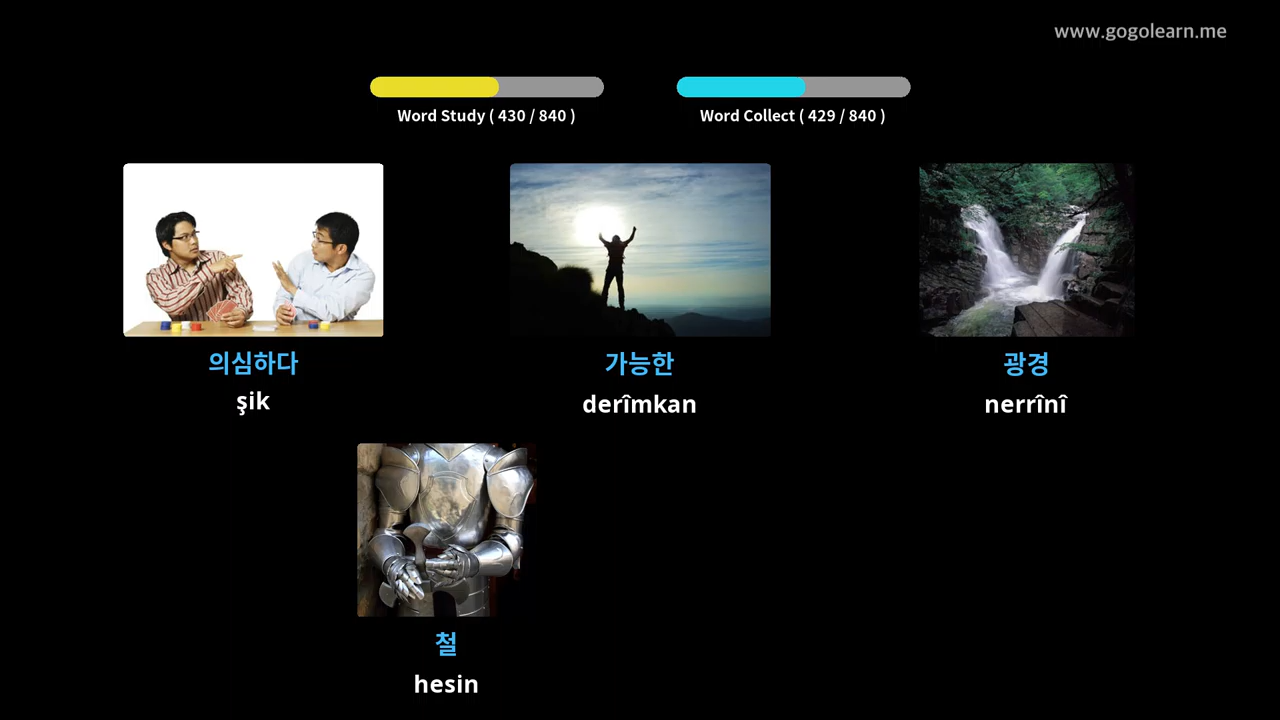 www.gogolearn.me
Word Study ( 430 / 840 )
Word Collect ( 429 / 840 )
의심하다
şik
가능한
derîmkan
광경
nerrînî
철
hesin